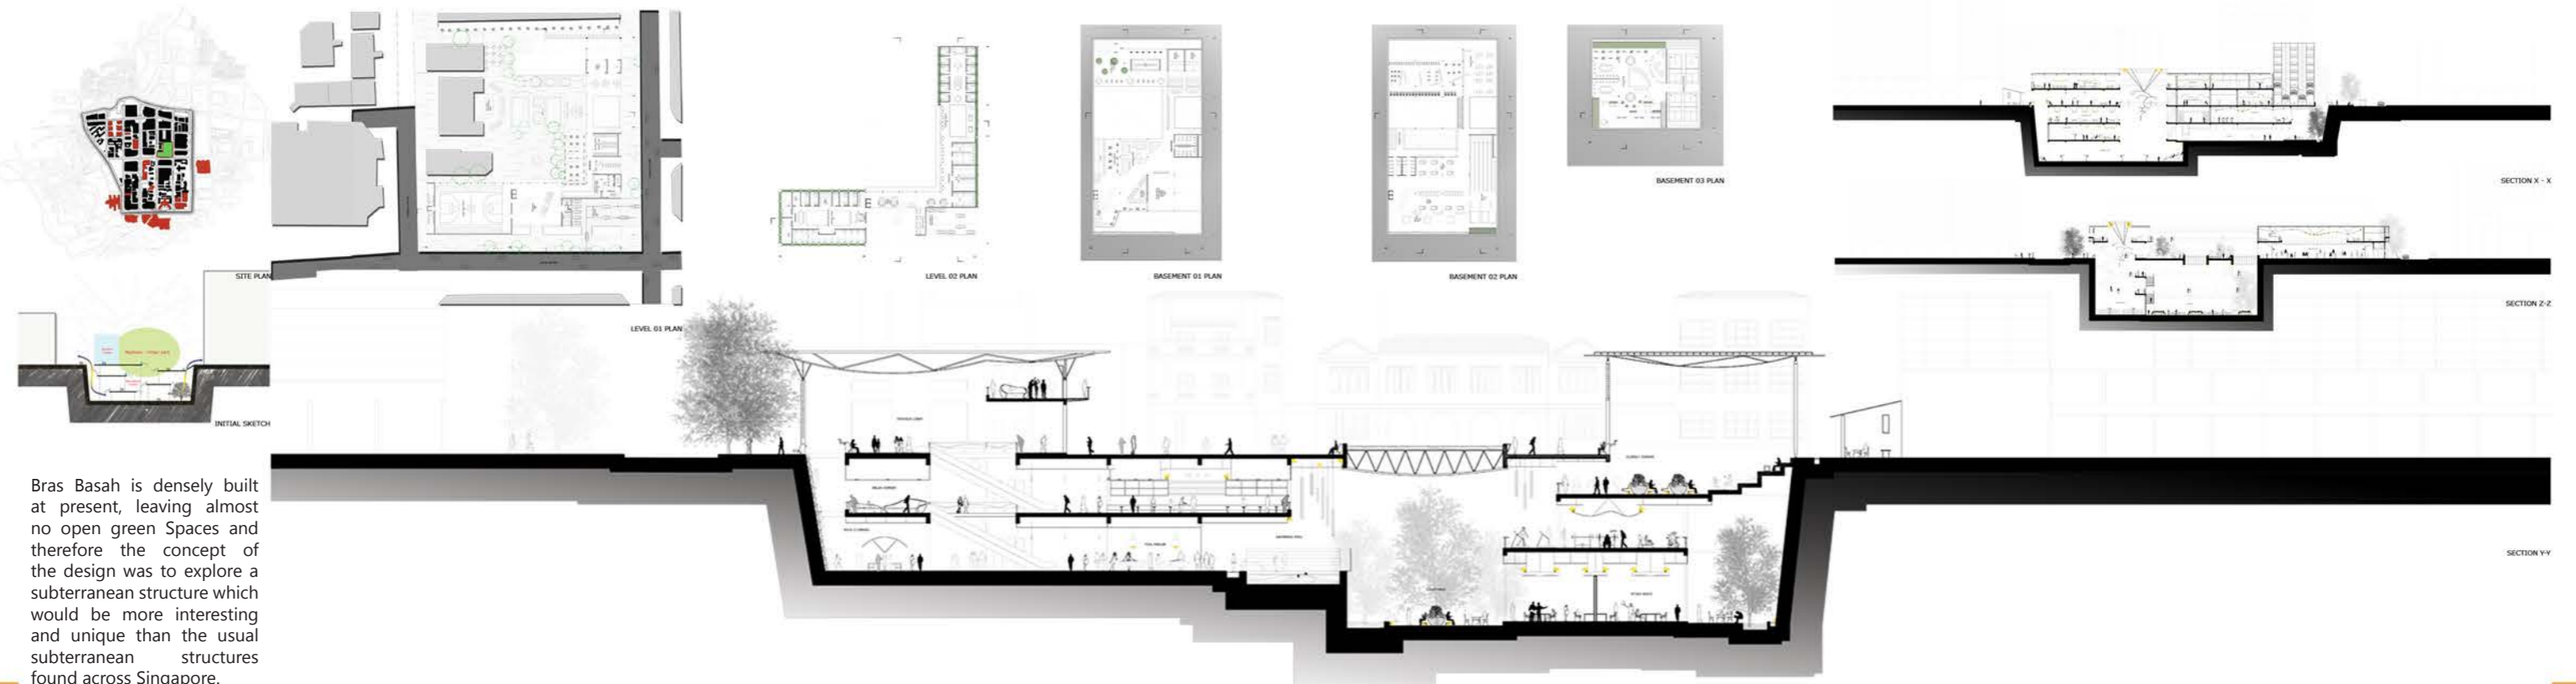 SITE PLAN
LEVEL 01 PLAN
LEVEL 02 PLAN
BASEMENT 01 PLAN
BASEMENT 02 PLAN
BASEMENT 03 PLAN
SECTION X - X
SECTION Z-Z
INITIAL SKETCH
SECTION Y-Y
Bras Basah is densely built
at present, leaving almost
no open green Spaces and
therefore the concept of
the design was to explore a
subterranean structure which
would be more interesting
and unique than the usual
subterranean structures
found across Singapore.